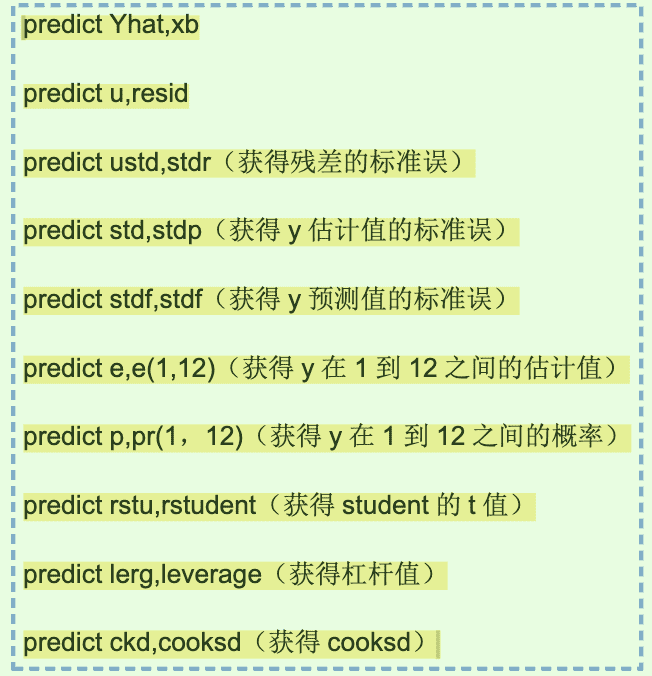 predict Yhat,xb
predict u,resid
predict ustd,stdr（获得残差的标准误）
predict std,stdp（获得 y 估计值的标准误）
predict stdf,stdf（获得 y 预测值的标准误）
predict e,e(1,12)（获得 y 在 1 到 12 之间的估计值）
predict p,pr(1，12)（获得 y 在 1 到 12 之间的概率）
predict rstu,rstudent（获得 student 的 t 值）
predict lerg,leverage（获得杠杆值）
predict ckd,cooksd（获得 cooksd）